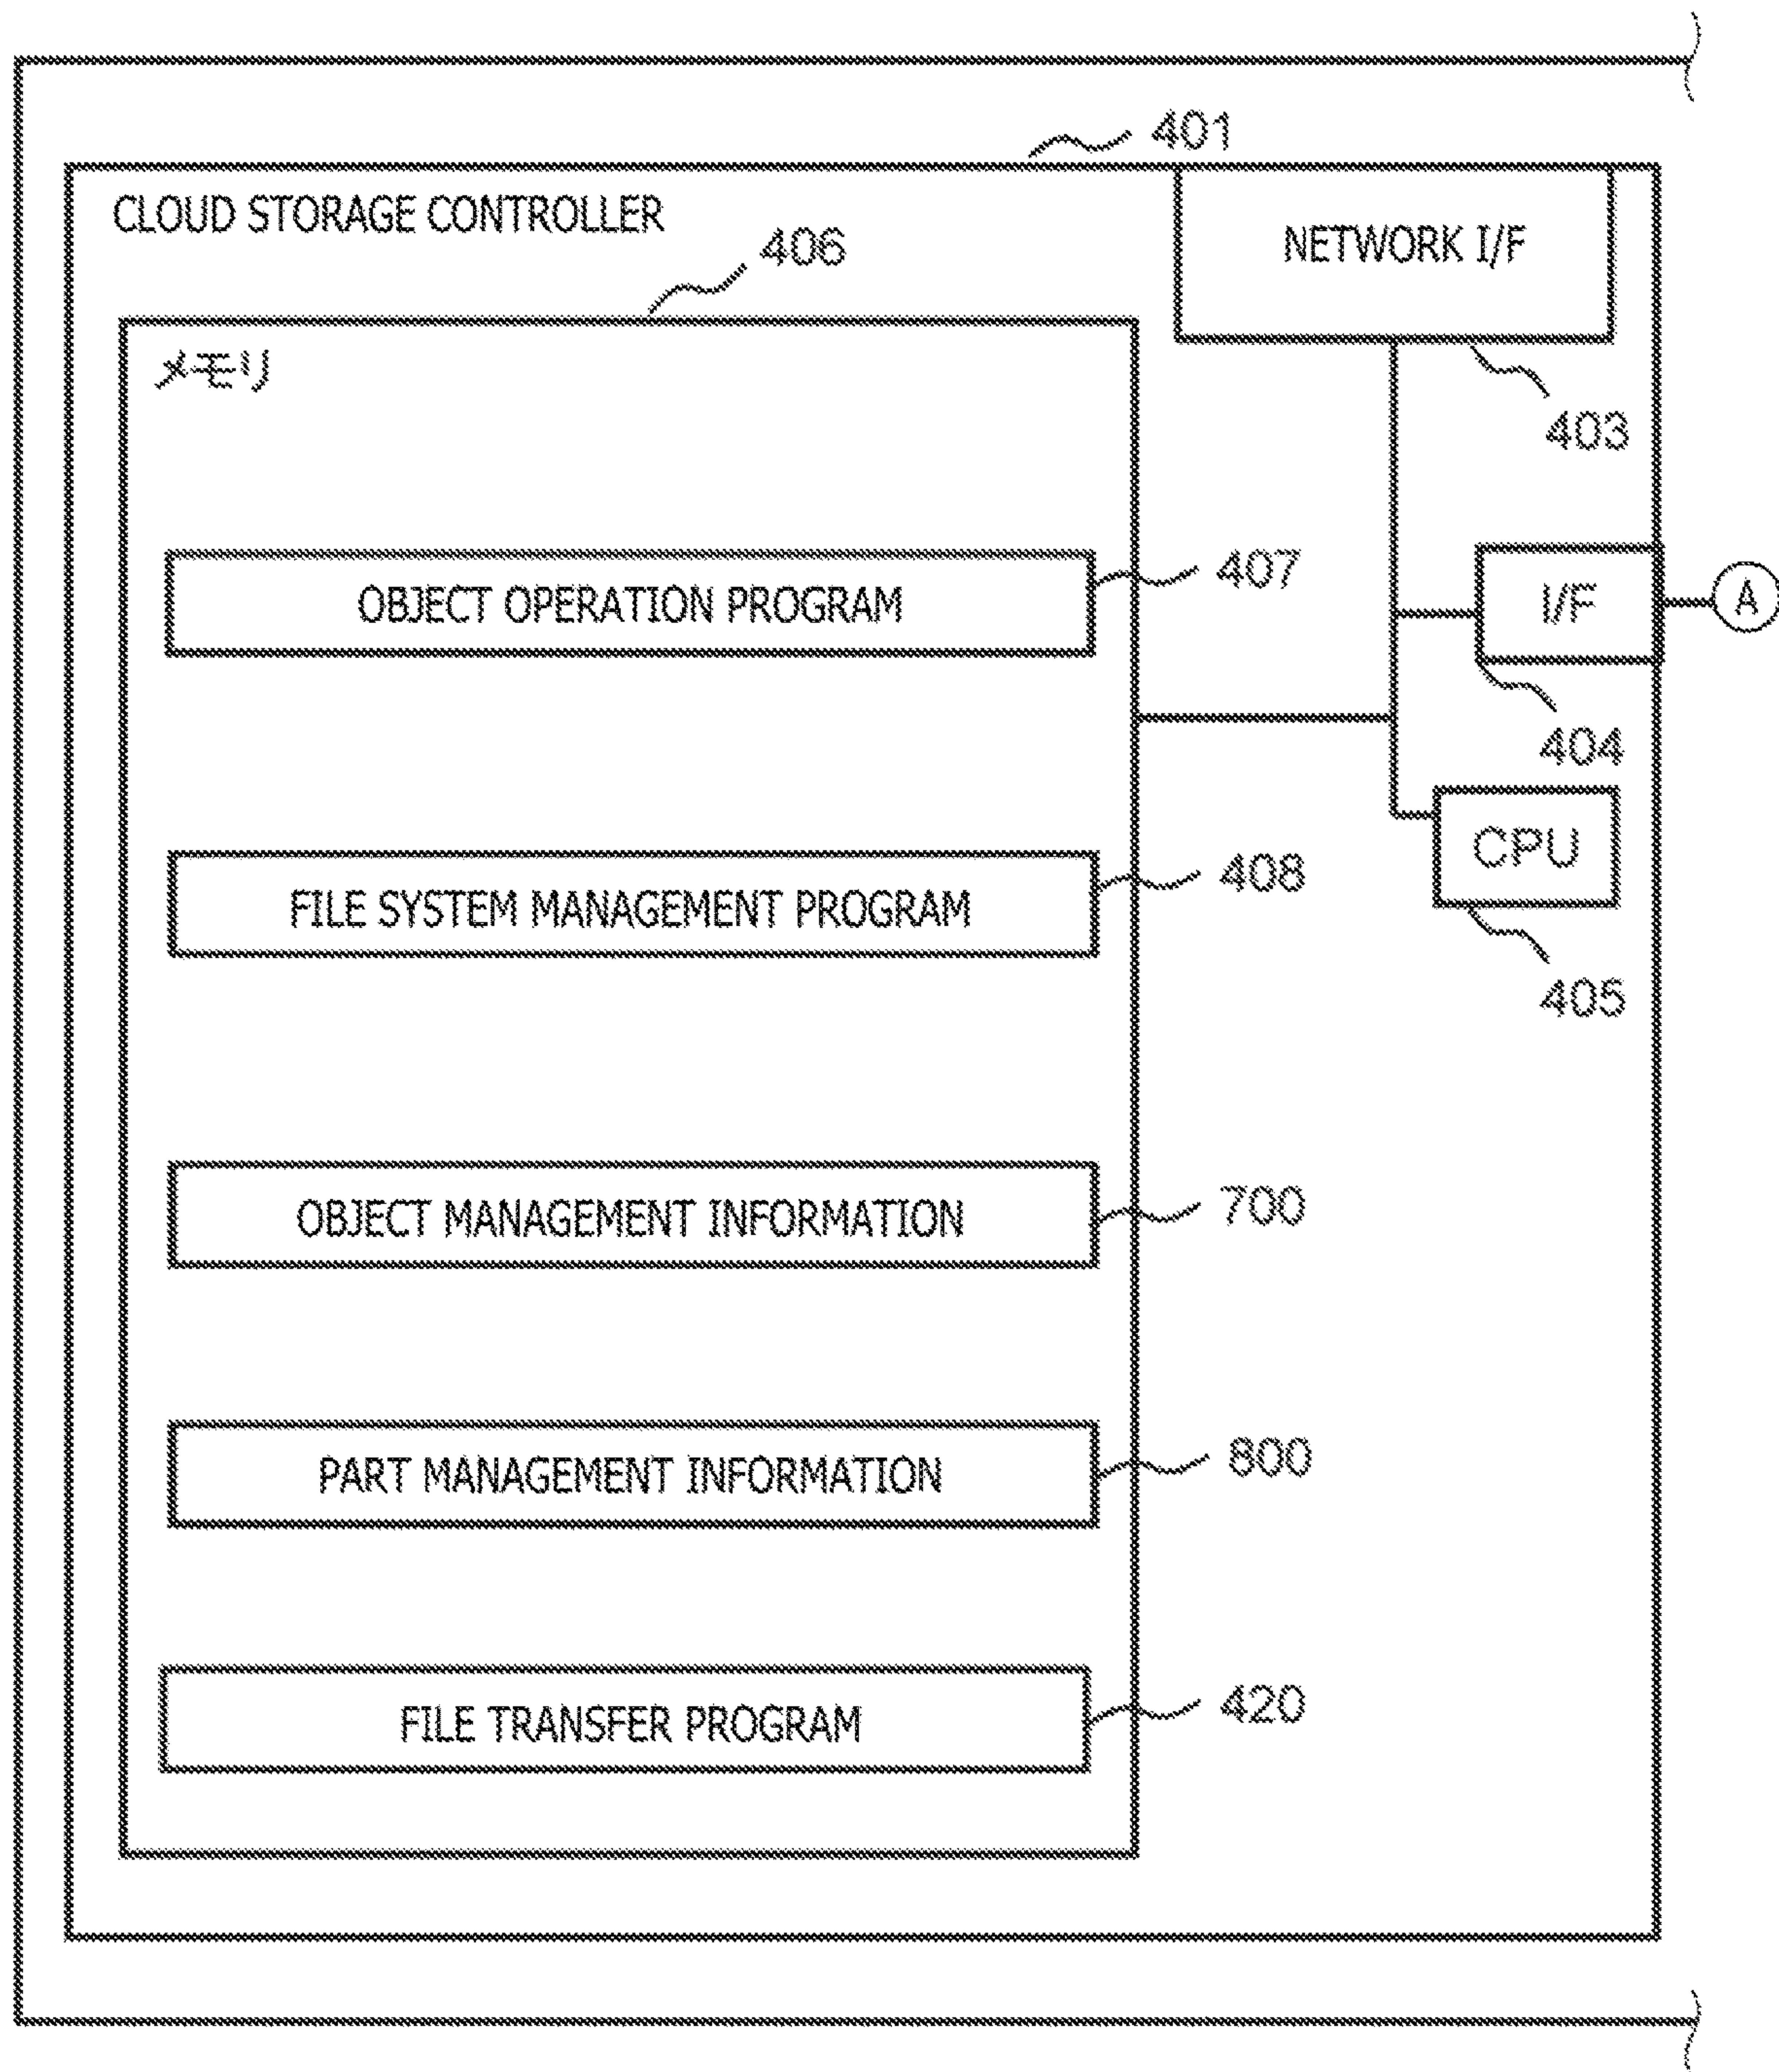 401
CLOUD STORAGE CONTROLLER
406
NETWORK I/F
メモリ
403
OBJECT OPERATION PROGRAM
407
I/F
A
404
FILE SYSTEM MANAGEMENT PROGRAM
408
CPU
405
OBJECT MANAGEMENT INFORMATION
700
PART MANAGEMENT INFORMATION
800
FILE TRANSFER PROGRAM
420